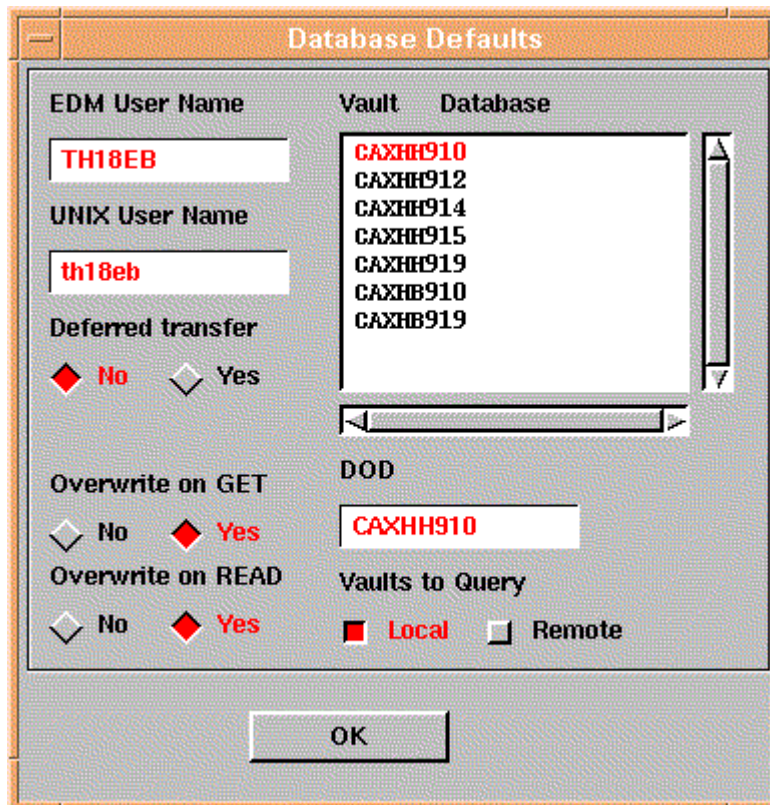 Database Defaults
EDM User Name
TH18EB
UNIX User Name
th18eb
Deferred transfer
No Yes
Overwrite on GET
No Yes
Overwrite on READ
No Yes
Vault Database
CAXHH910
CAXHH912
CAXHH914
CAXHH915
CAXHH919
CAXHB910
CAXHB919
DOD
CAXHH910
Vaults to Query
Local Remote
OK